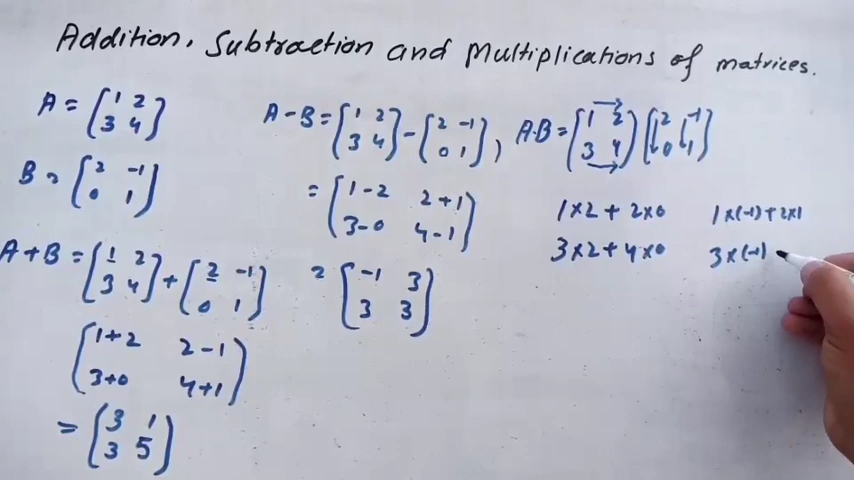 Addition, Subtraction and Multiplications of matrices.
A = (1 2
3 4)
B = (2 -1
0 1)
A+B = (1 2
3 4) + (2 -1
0 1)
(1+2 2-1
3+0 4+1)
= (3 1
3 5)
A-B = (1 2
3 4) - (2 -1
0 1),
= (1-2 2+1
3-0 4-1)
= (-1 3
3 3)
A·B = (1 2
3 4) (2 -1
0 1)
1×2 + 2×0 1×(-1)+2×1
3×2+4×0 3×(-1)